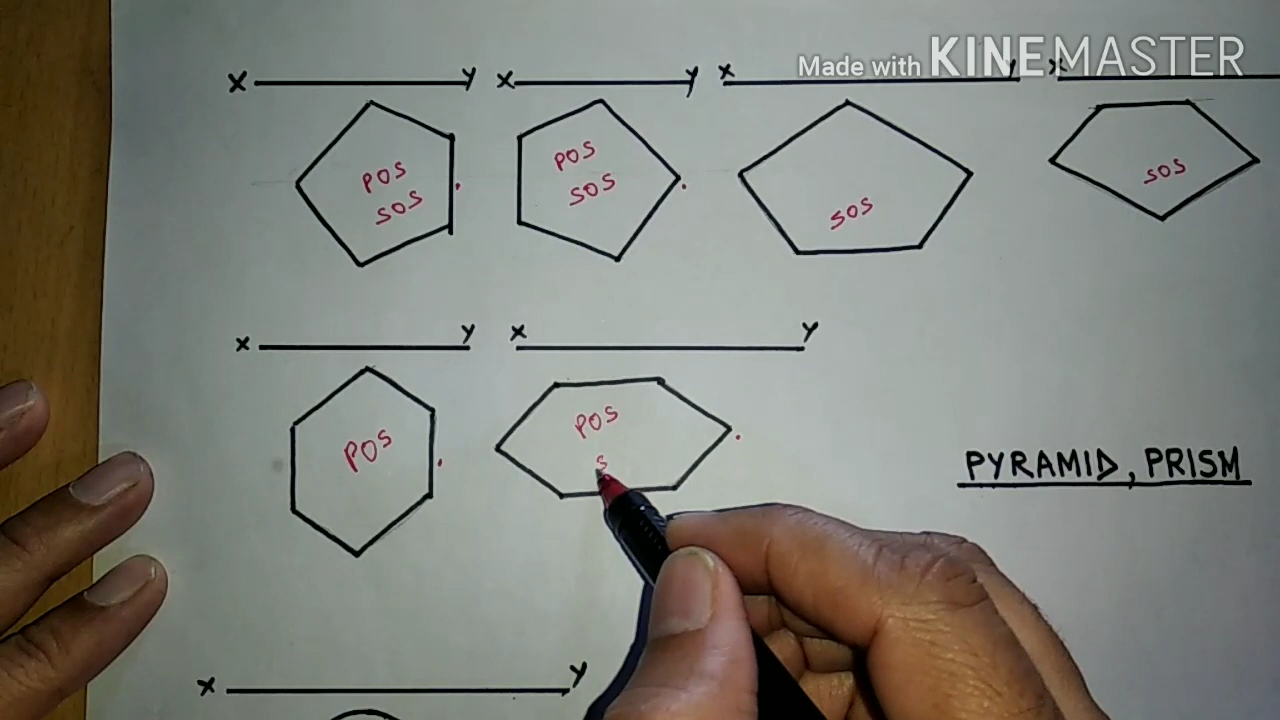 Made with KINEMASTER
X Y X Y X Y X
POS
SOS
POS
SOS
SOS
SOS
X Y X Y
POS
POS
S
PYRAMID, PRISM
X Y